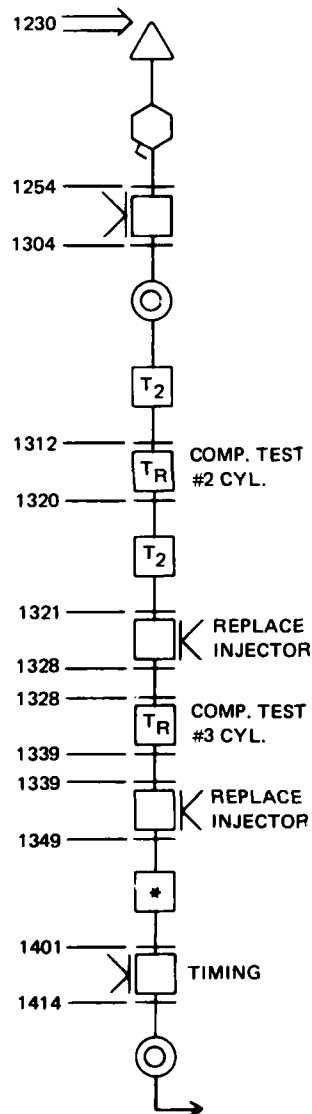 1230
1254
1304
T2
1312
COMP. TEST
#2 CYL.
TR
1320
T2
1321
REPLACE
INJECTOR
1328
1328
COMP. TEST
#3 CYL.
TR
1339
1339
REPLACE
INJECTOR
1349
*
1401
TIMING
1414